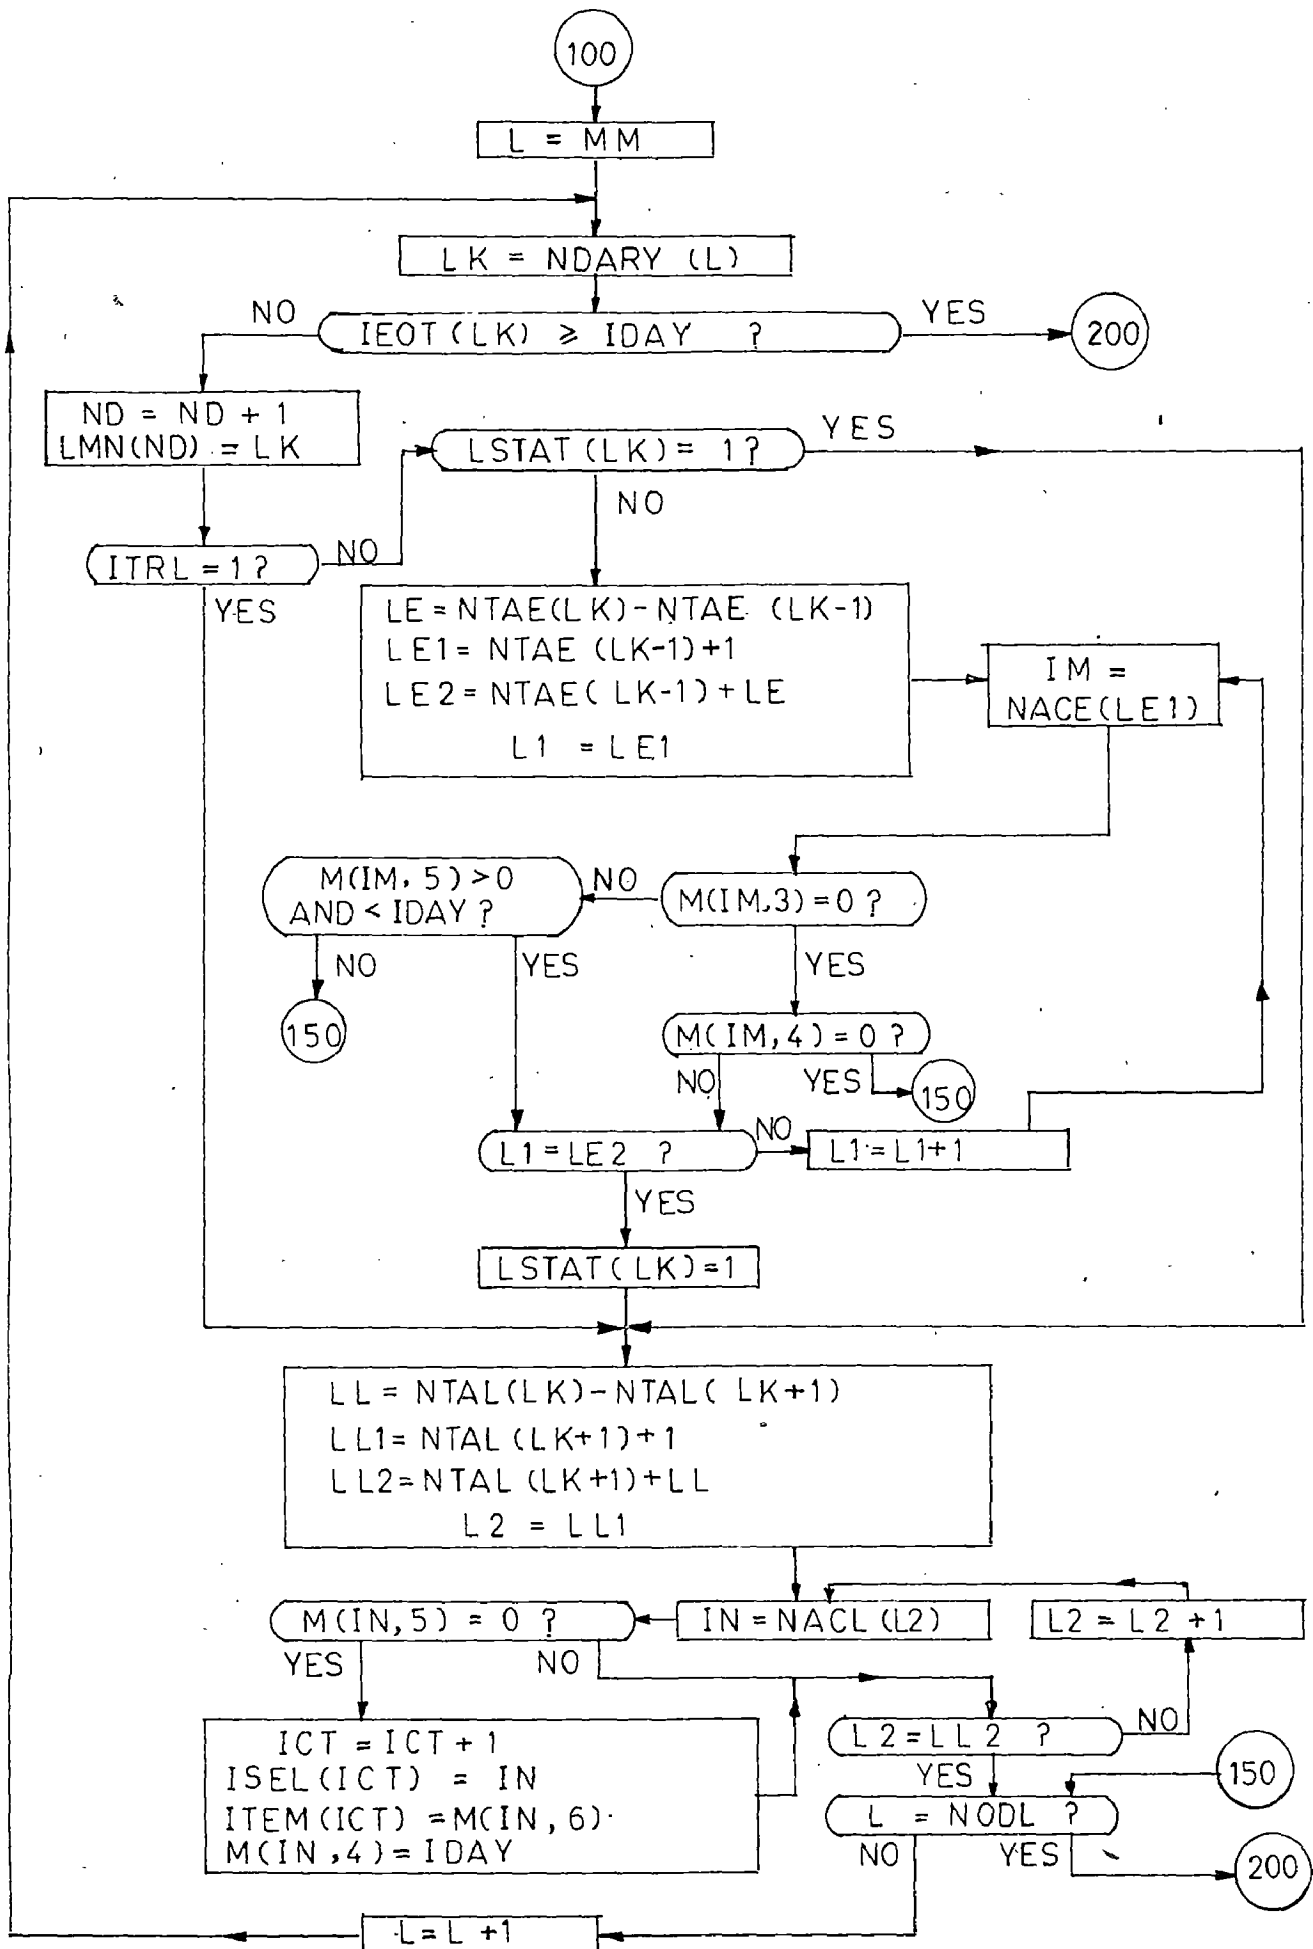 100
L = MM
LK = NDARY (L)
NO
IEOT(LK) ≥ IDAY ?
YES
200
ND = ND + 1
LMN(ND) = LK
LSTAT(LK) = 1?
YES
NO
ITRL = 1?
NO
YES
LE = NTAE(LK) - NTAE (LK-1)
LE1 = NTAE (LK-1)+1
LE2 = NTAE( LK-1) + LE
L1 = LE1
IM =
NACE(LE1)
M(IM, 5) > 0
AND < IDAY ?
NO
M(IM,3) = 0 ?
NO
YES
YES
150
M(IM, 4) = 0 ?
NO
YES
150
L1 = LE2 ?
NO
L1 = L1+1
YES
LSTAT(LK)=1
LL = NTAL(LK) - NTAL( LK+1)
LL1 = NTAL (LK+1) + 1
LL2 = NTAL (LK+1) + LL
L2 = LL1
M(IN, 5) = 0 ?
IN = NACL (L2)
L2 = L2 + 1
YES
NO
ICT = ICT + 1
ISEL(ICT) = IN
ITEM(ICT) = M(IN, 6)
M(IN, 4) = IDAY
L2 = LL2 ?
NO
YES
150
L = NODL ?
NO
YES
200
L = L + 1